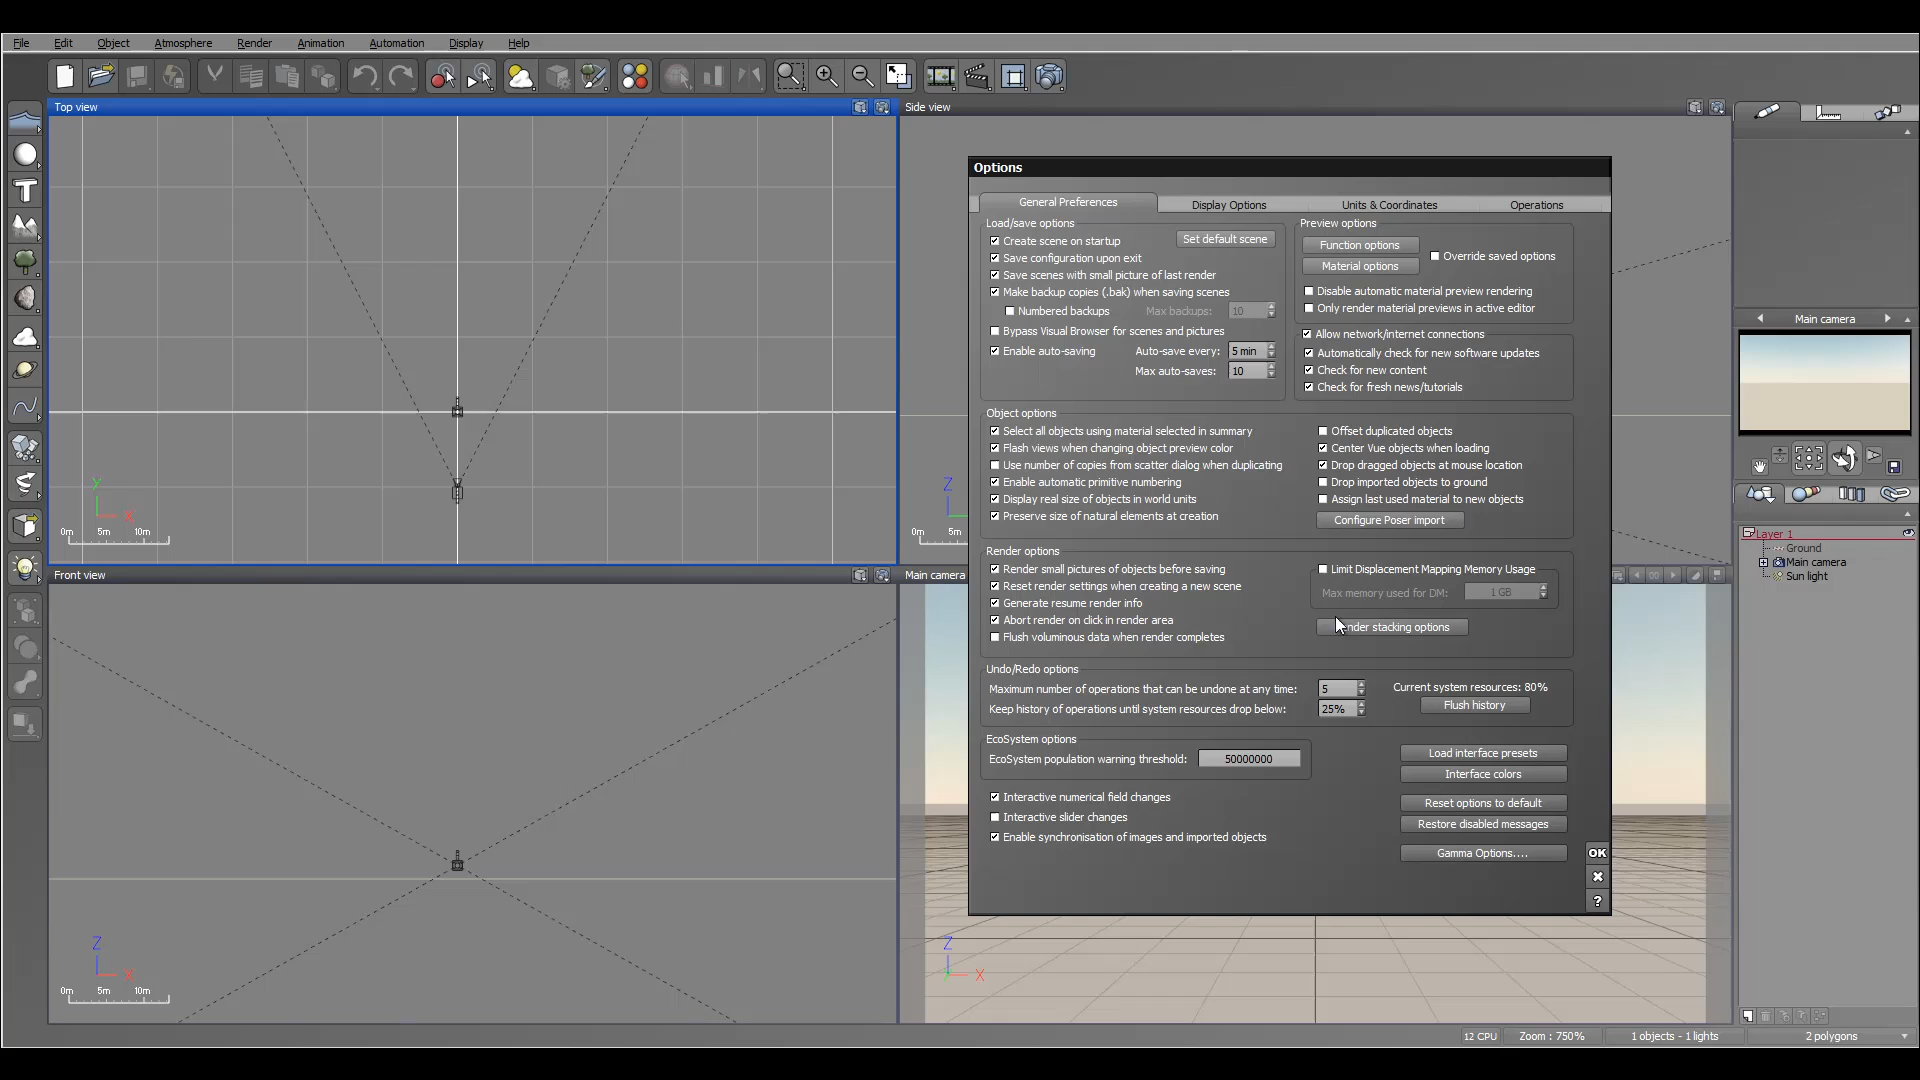 File Edit Object Atmosphere Render Animation Automation Display Help
Top view
Side view
Y
X
0m 5m 10m
Z
0m 5m
Front view
Main camera
Z
X
0m 5m 10m
Z
X
Options
General Preferences Display Options Units & Coordinates Operations
Load/save options
Create scene on startup
Set default scene
Save configuration upon exit
Save scenes with small picture of last render
Make backup copies (.bak) when saving scenes
Numbered backups Max backups: 10
Bypass Visual Browser for scenes and pictures
Enable auto-saving Auto-save every: 5 min
Max auto-saves: 10
Preview options
Function options
Material options
Override saved options
Disable automatic material preview rendering
Only render material previews in active editor
Allow network/internet connections
Automatically check for new software updates
Check for new content
Check for fresh news/tutorials
Object options
Select all objects using material selected in summary
Flash views when changing object preview color
Use number of copies from scatter dialog when duplicating
Enable automatic primitive numbering
Display real size of objects in world units
Preserve size of natural elements at creation
Offset duplicated objects
Center Vue objects when loading
Drop dragged objects at mouse location
Drop imported objects to ground
Assign last used material to new objects
Configure Poser import
Render options
Render small pictures of objects before saving
Reset render settings when creating a new scene
Generate resume render info
Abort render on click in render area
Flush voluminous data when render completes
Limit Displacement Mapping Memory Usage
Max memory used for DM: 1 GB
nder stacking options
Undo/Redo options
Maximum number of operations that can be undone at any time: 5
Keep history of operations until system resources drop below: 25%
Current system resources: 80%
Flush history
EcoSystem options
EcoSystem population warning threshold: 50000000
Interactive numerical field changes
Interactive slider changes
Enable synchronisation of images and imported objects
Load interface presets
Interface colors
Reset options to default
Restore disabled messages
Gamma Options....
OK
?
Main camera
Layer 1
Ground
Main camera
Sun light
12 CPU Zoom : 750% 1 objects - 1 lights 2 polygons